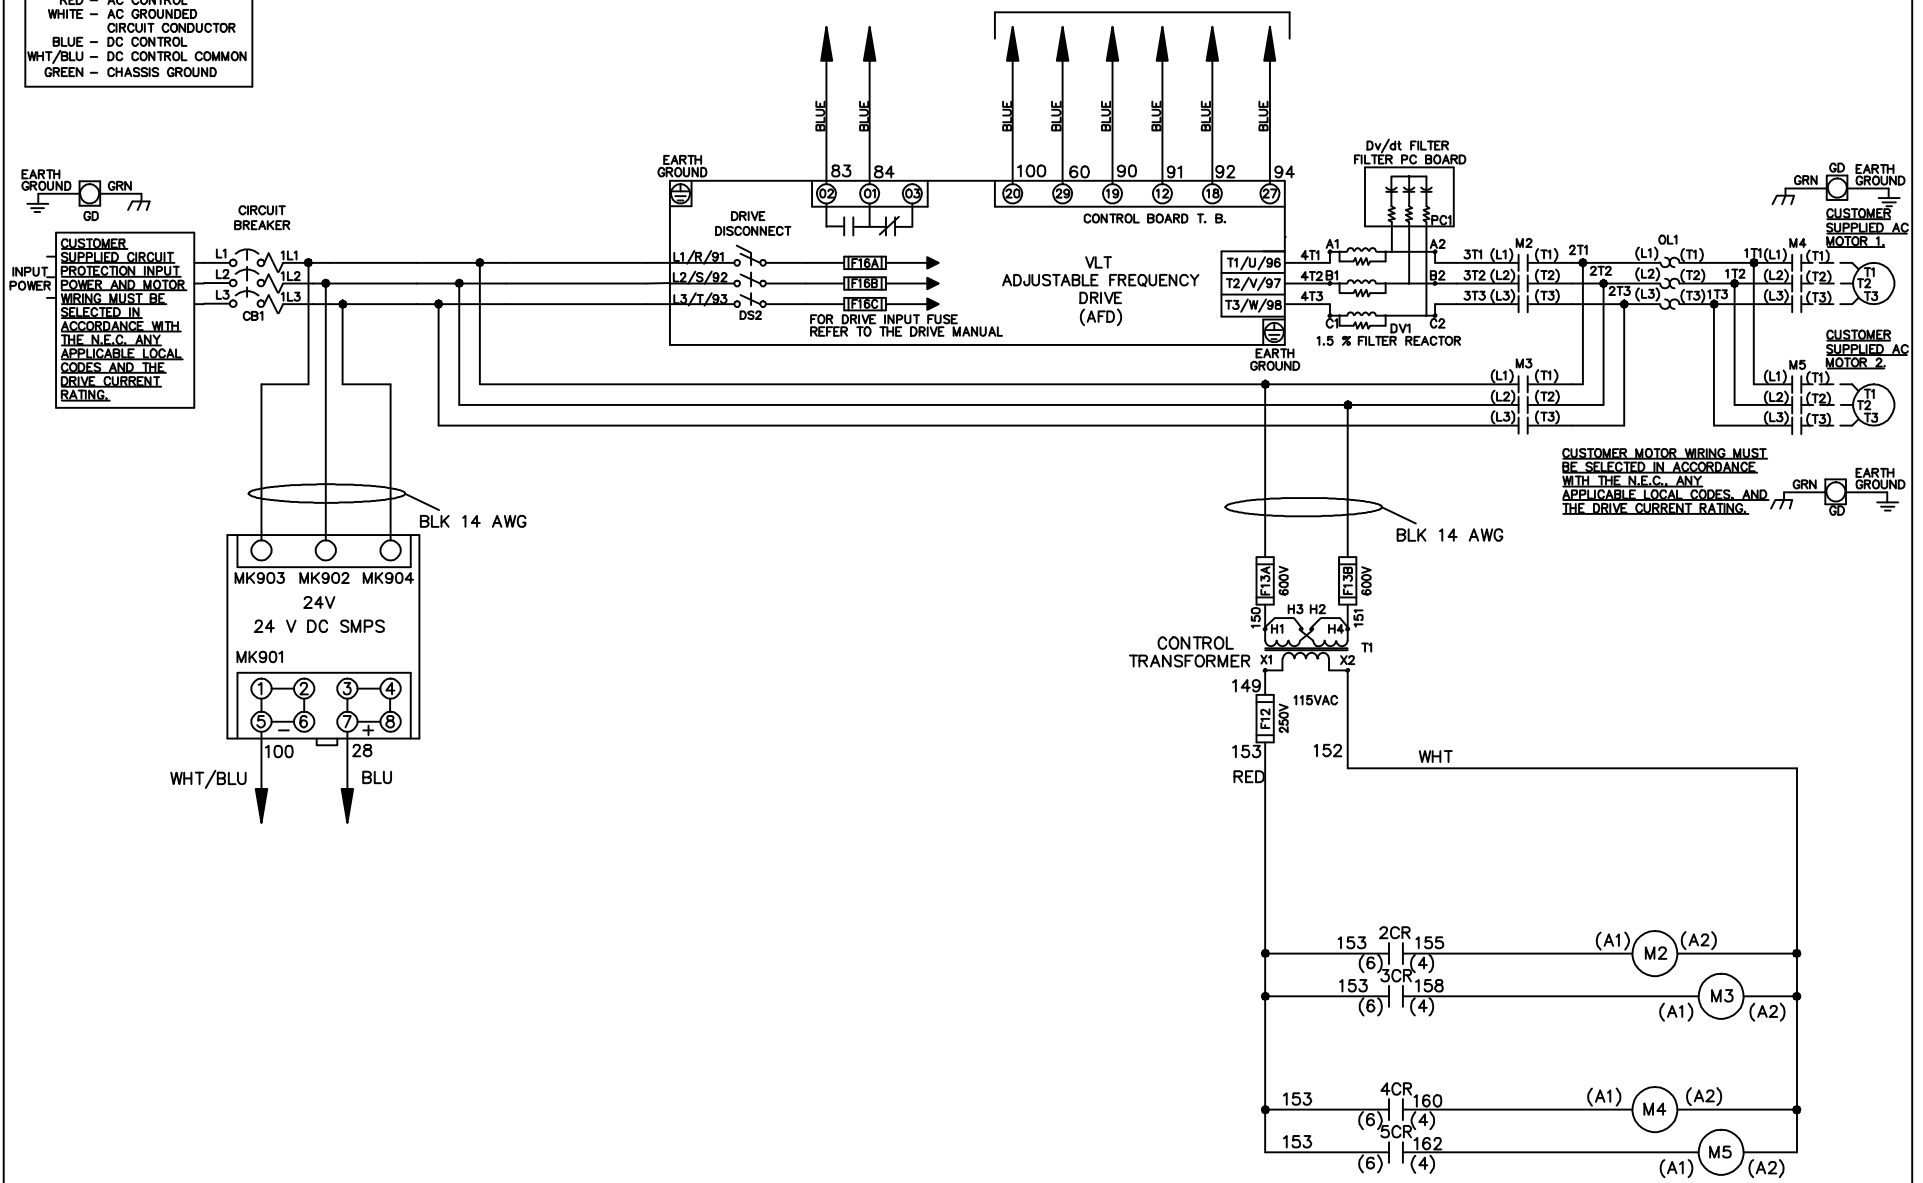 RED – AC CONTROL
WHITE – AC GROUNDED
CIRCUIT CONDUCTOR
BLUE – DC CONTROL
WHT/BLU – DC CONTROL COMMON
GREEN – CHASSIS GROUND
BLUE
BLUE
BLUE
BLUE
BLUE
BLUE
BLUE
BLUE
EARTH
GROUND
GRN
GD
CIRCUIT
BREAKER
INPUT
POWER
CUSTOMER
SUPPLIED CIRCUIT
PROTECTION INPUT
POWER AND MOTOR
WIRING MUST BE
SELECTED IN
ACCORDANCE WITH
THE N.E.C. ANY
APPLICABLE LOCAL
CODES AND THE
DRIVE CURRENT
RATING.
L1
L2
L3
CB1
1L1
1L2
1L3
EARTH
GROUND
83 84
02 01 03
100 60 90 91 92 94
20 29 19 12 18 27
CONTROL BOARD T. B.
DRIVE
DISCONNECT
L1/R/91
L2/S/92
L3/T/93
DS2
F16A
F16B
F16C
FOR DRIVE INPUT FUSE
REFER TO THE DRIVE MANUAL
VLT
ADJUSTABLE FREQUENCY
DRIVE
(AFD)
T1/U/96
T2/V/97
T3/W/98
EARTH
GROUND
4T1
4T2
4T3
Dv/dt FILTER
FILTER PC BOARD
PC1
A1 A2
B1 B2
C1 C2
DV1
1.5 % FILTER REACTOR
3T1 (L1) M2 (T1) 2T1
3T2 (L2) (T2) 2T2
3T3 (L3) (T3) 2T3
OL1
(L1) (T1) 1T1
(L2) (T2) 1T2
(L3) (T3) 1T3
M4
(L1) (T1)
(L2) (T2)
(L3) (T3)
T1
T2
T3
GRN
GD
EARTH
GROUND
CUSTOMER
SUPPLIED AC
MOTOR 1.
CUSTOMER
SUPPLIED AC
MOTOR 2.
M3
(L1) (T1)
(L2) (T2)
(L3) (T3)
M5
(L1) (T1)
(L2) (T2)
(L3) (T3)
T1
T2
T3
CUSTOMER MOTOR WIRING MUST
BE SELECTED IN ACCORDANCE
WITH THE N.E.C., ANY
APPLICABLE LOCAL CODES, AND
THE DRIVE CURRENT RATING.
GRN
GD
EARTH
GROUND
BLK 14 AWG
MK903 MK902 MK904
24V
24 V DC SMPS
MK901
1 2 3 4
5 6 7 8
– +
100 28
WHT/BLU BLU
BLK 14 AWG
F13A
600V
F13B
600V
150
151
H3 H2
H1 H4
T1
CONTROL
TRANSFORMER
X1 X2
149
115VAC
F12
250V
153
RED
152
WHT
153 2CR 155 (A1) M2 (A2)
(6) (4)
153 3CR 158 M3
(6) (4) (A1) (A2)
153 4CR 160 (A1) M4 (A2)
(6) (4)
153 5CR 162 M5
(6) (4) (A1) (A2)